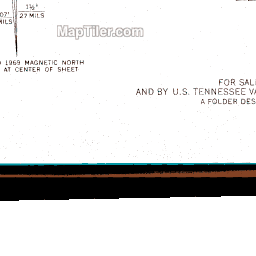 1½°
07'
27 MILS
MILS
MapTiler.com
1969 MAGNETIC NORTH
AT CENTER OF SHEET
FOR SAL
AND BY U.S. TENNESSEE VA
A FOLDER DES